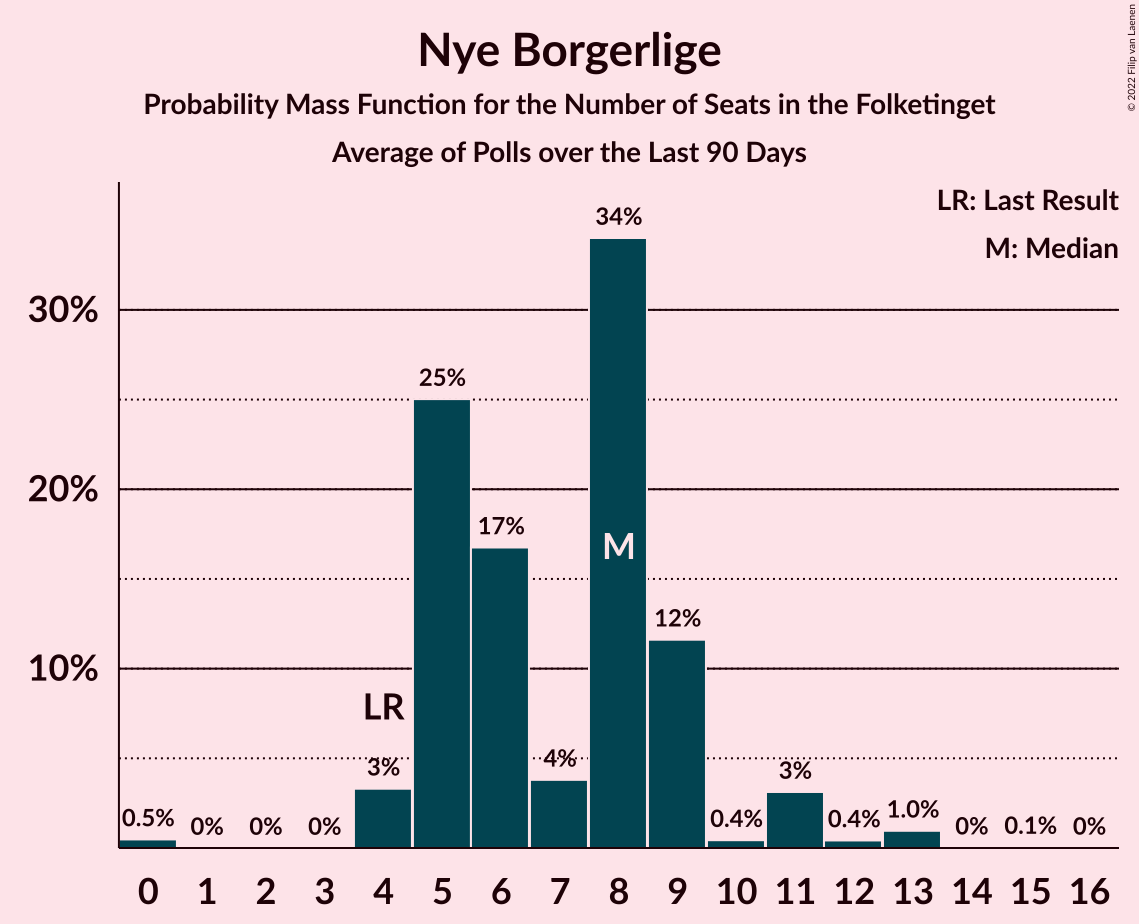 Nye Borgerlige
Probability Mass Function for the Number of Seats in the Folketinget
Average of Polls over the Last 90 Days
© 2022 Filip van Laenen
LR: Last Result
M: Median
34%
30%
25%
20%
17%
M
12%
10%
LR
4%
3%
3%
0.5%
0%
0%
0%
0.4%
0.4%
1.0%
0%
0.1%
0%
0 1 2 3 4 5 6 7 8 9 10 11 12 13 14 15 16